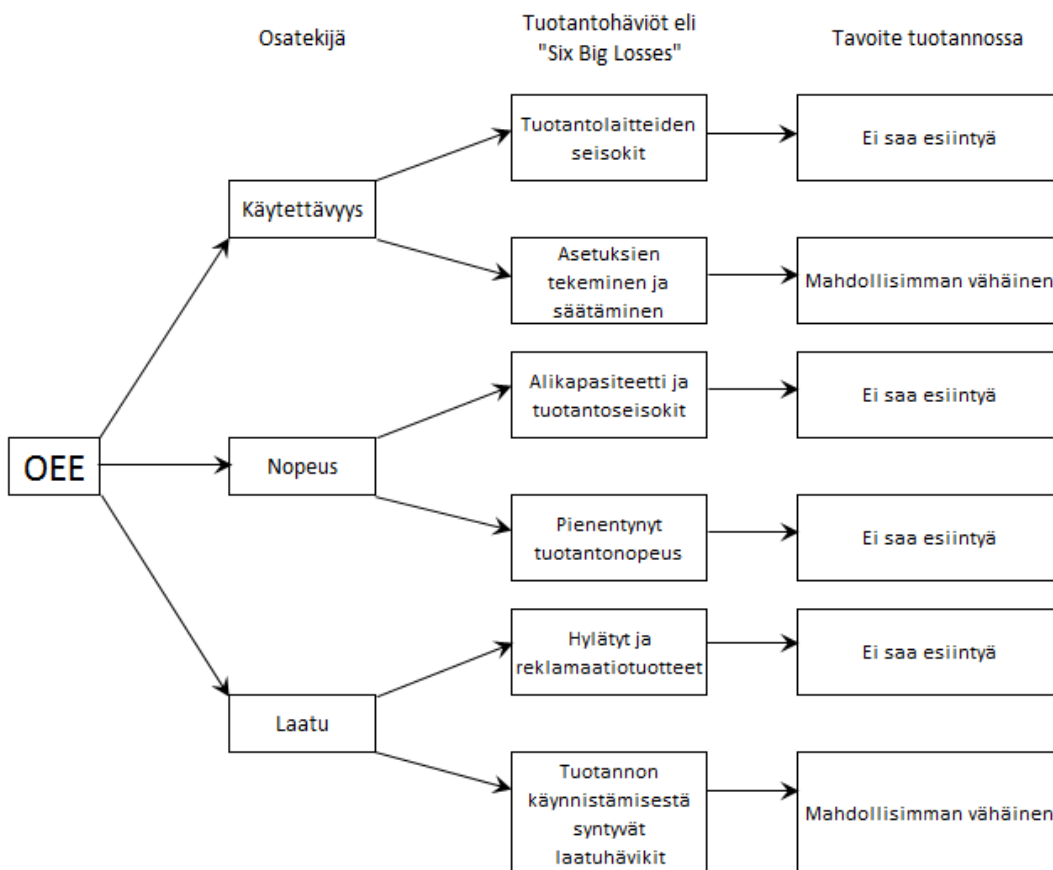 Osatekijä
Tuotantohäviöt eli
"Six Big Losses"
Tavoite tuotannossa
OEE
Käytettävyys
Tuotantolaitteiden
seisokit
Ei saa esiintyä
Asetuksien
tekeminen ja
säätäminen
Mahdollisimman vähäinen
Nopeus
Alikapasiteetti ja
tuotantoseisokit
Ei saa esiintyä
Pienentynyt
tuotantonopeus
Ei saa esiintyä
Laatu
Hylätyt ja
reklamaatiotuotteet
Ei saa esiintyä
Tuotannon
käynnistämisestä
syntyvät
laatuhävikit
Mahdollisimman vähäinen